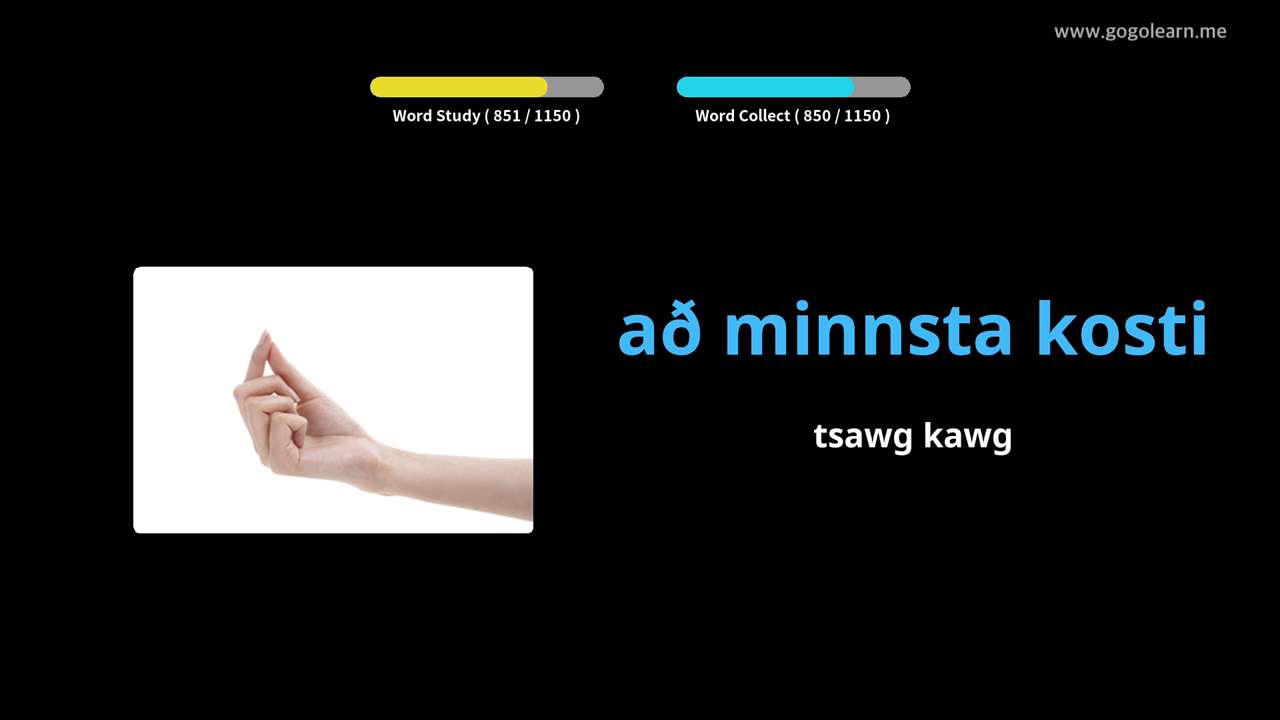 www.gogolearn.me
Word Study ( 851 / 1150 )
Word Collect ( 850 / 1150 )
að minnsta kosti
tsawg kawg